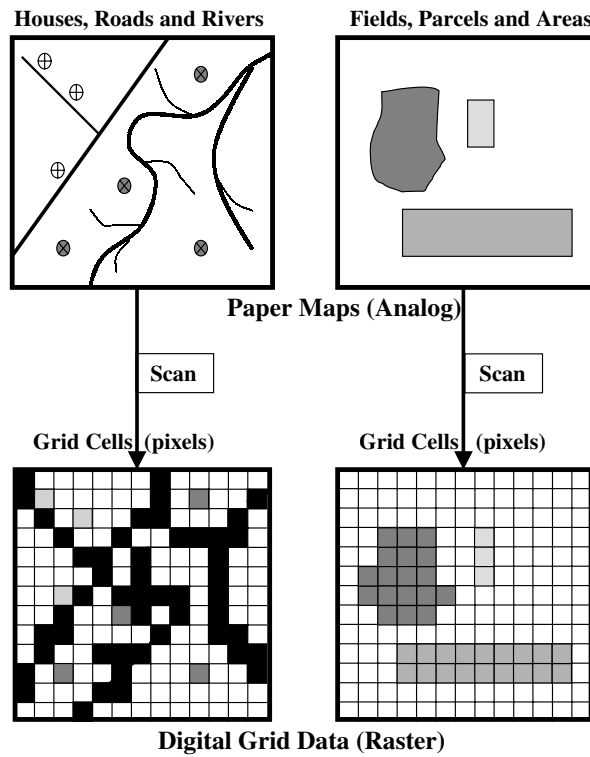 Houses, Roads and Rivers
Fields, Parcels and Areas
Paper Maps (Analog)
Scan
Scan
Grid Cells (pixels)
Grid Cells (pixels)
Digital Grid Data (Raster)